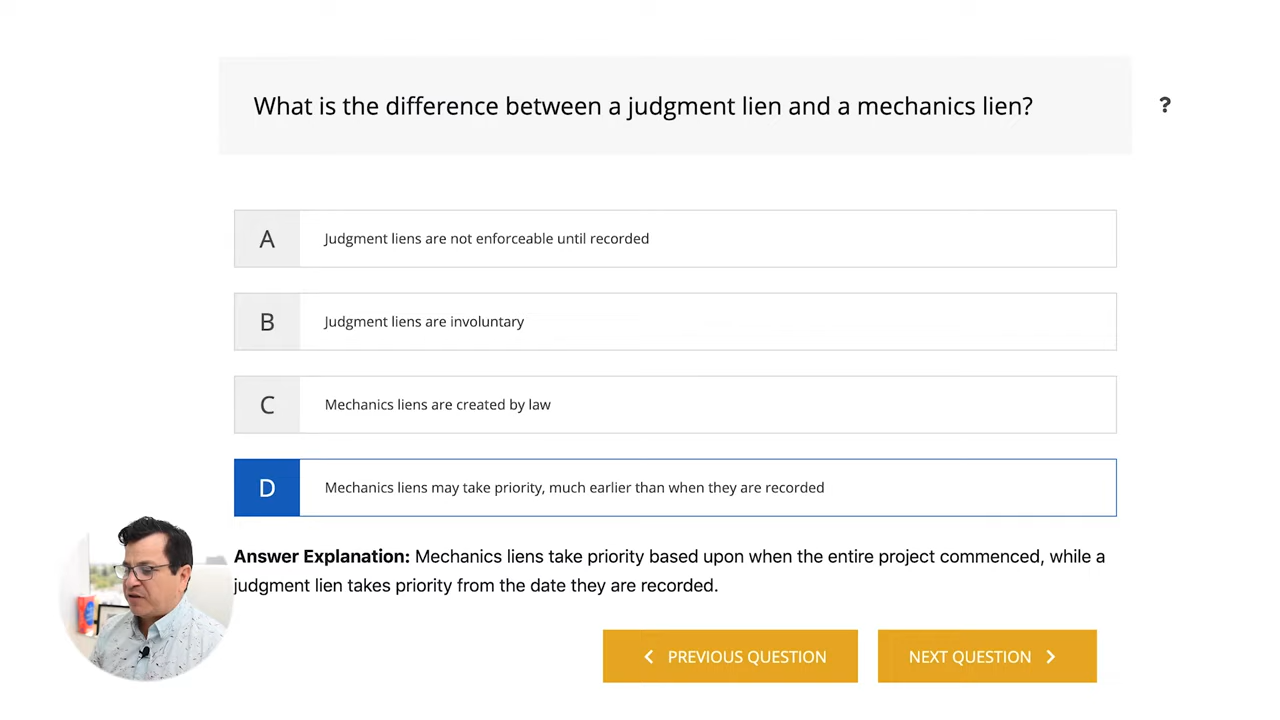 What is the difference between a judgment lien and a mechanics lien?
?
A
Judgment liens are not enforceable until recorded
B
Judgment liens are involuntary
C
Mechanics liens are created by law
D
Mechanics liens may take priority, much earlier than when they are recorded
Answer Explanation: Mechanics liens take priority based upon when the entire project commenced, while a
judgment lien takes priority from the date they are recorded.
PREVIOUS QUESTION
NEXT QUESTION